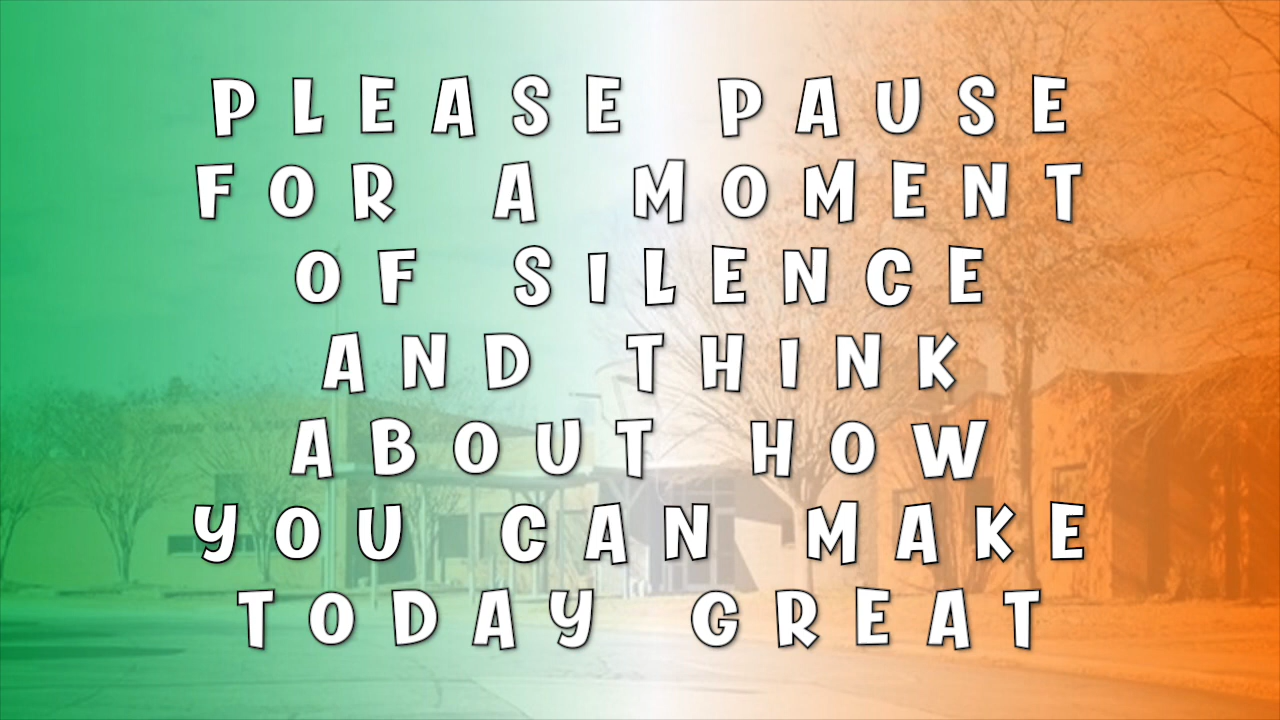 PLEASE PAUSE
FOR A MOMENT
OF SILENCE
AND THINK
ABOUT HOW
YOU CAN MAKE
TODAY GREAT